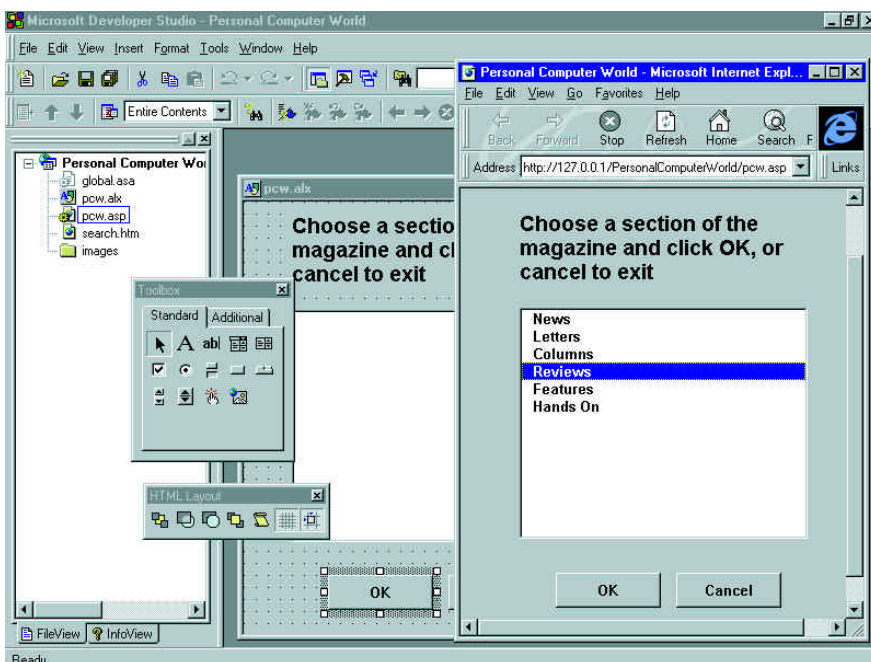 Microsoft Developer Studio - Personal Computer World
File Edit View Insert Format Tools Window Help
Entire Contents
Personal Computer Wo
global.asa
pcw.alx
pcw.asp
search.htm
images
FileView InfoView
Ready
pcw.alx
Choose a sectio
magazine and cl
cancel to exit
OK
Toolbox
Standard Additional
A ab|
HTML Layout
Personal Computer World - Microsoft Internet Expl...
File Edit View Go Favorites Help
Back Forward Stop Refresh Home Search F
Address http://127.0.0.1/PersonalComputerWorld/pcw.asp Links
Choose a section of the
magazine and click OK, or
cancel to exit
News
Letters
Columns
Reviews
Features
Hands On
OK Cancel